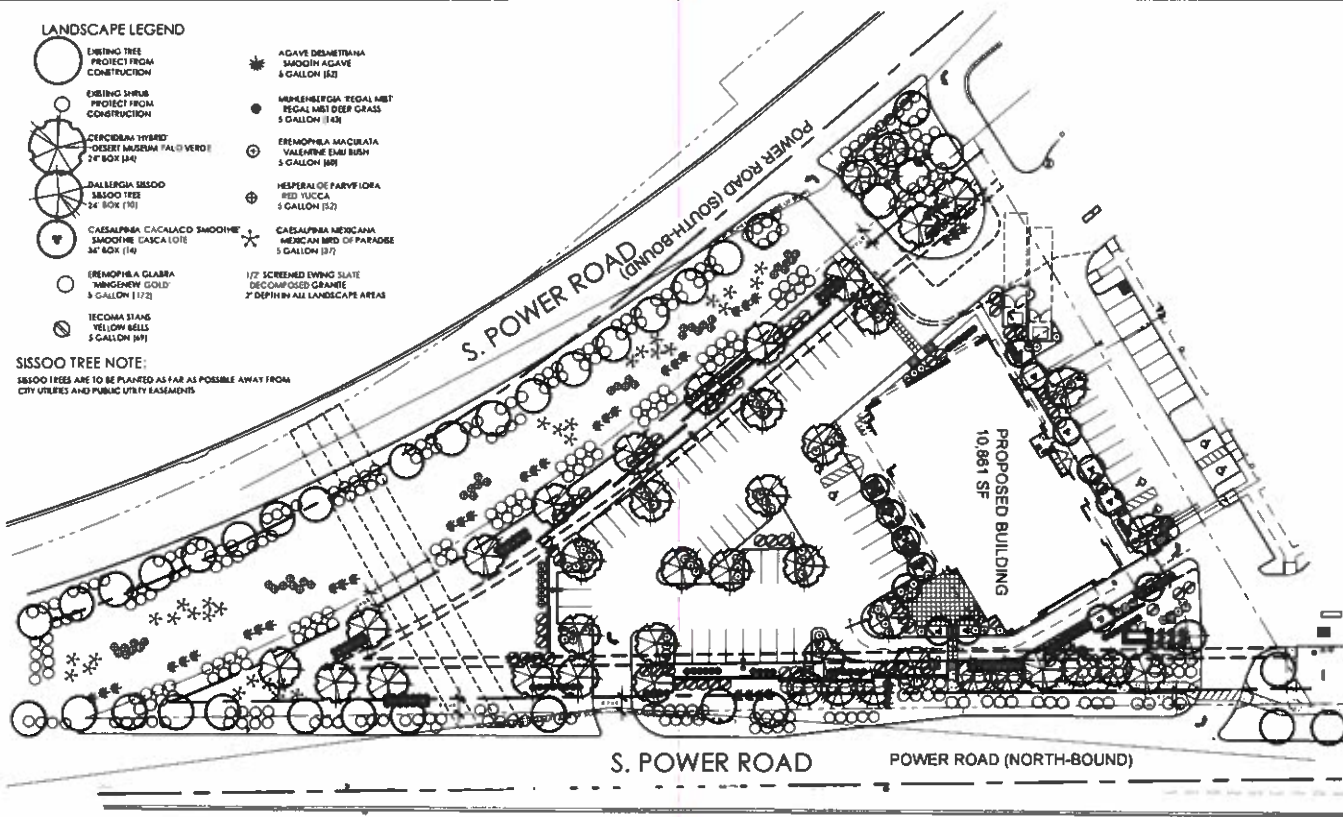 LANDSCAPE LEGEND
EXISTING TREE
PROTECT FROM
CONSTRUCTION
EXISTING SHRUB
PROTECT FROM
CONSTRUCTION
CERCIDIUM 'HYBRID'
DESERT MUSEUM PALO VERDE
24" BOX
DALBERGIA SISSOO
SISSOO TREE
24" BOX (10)
CAESALPINIA CACALACO SMOOTHIE
SMOOTHIE CASCALOTE
36" BOX (14)
EREMOPHILA GLABRA
'MINGENEW GOLD'
5 GALLON (172)
TECOMA STANS
YELLOW BELLS
5 GALLON (69)
AGAVE DESMETTIANA
SMOOTH AGAVE
5 GALLON (52)
MUHLENBERGIA 'REGAL MIST'
REGAL MIST DEER GRASS
5 GALLON (143)
EREMOPHILA MACULATA
VALENTINE EMU BUSH
5 GALLON (60)
HESPERALOE PARVIFLORA
RED YUCCA
5 GALLON (52)
CAESALPINIA MEXICANA
MEXICAN BIRD OF PARADISE
5 GALLON (37)
1/2" SCREENED EWING SLATE
DECOMPOSED GRANITE
2" DEPTH IN ALL LANDSCAPE AREAS
SISSOO TREE NOTE:
SISSOO TREES ARE TO BE PLANTED AS FAR AS POSSIBLE AWAY FROM
CITY UTILITIES AND PUBLIC UTILITY EASEMENTS
S. POWER ROAD
POWER ROAD (SOUTH-BOUND)
PROPOSED BUILDING
10,861 SF
S. POWER ROAD
POWER ROAD (NORTH-BOUND)